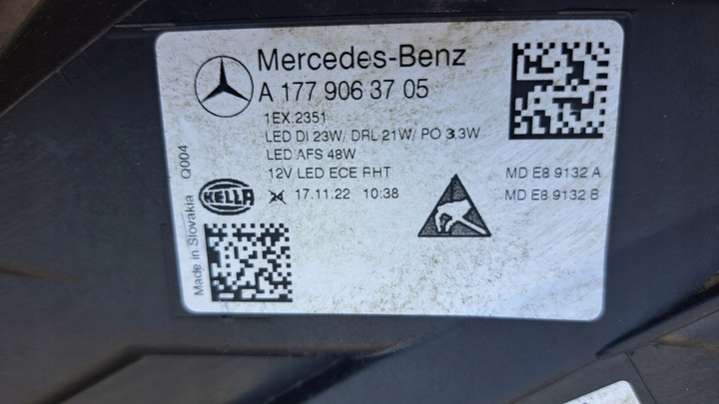 Mercedes-Benz
A 177 906 37 05
1EX.2351
LED DI 23W/ DRL 21W/ PO 3.3W
LED AFS 48W
12V LED ECE RHT
17.11.22 10:38
HELLA
MD E8 9132 A
MD E8 9132 B
Made in Slovakia Q004